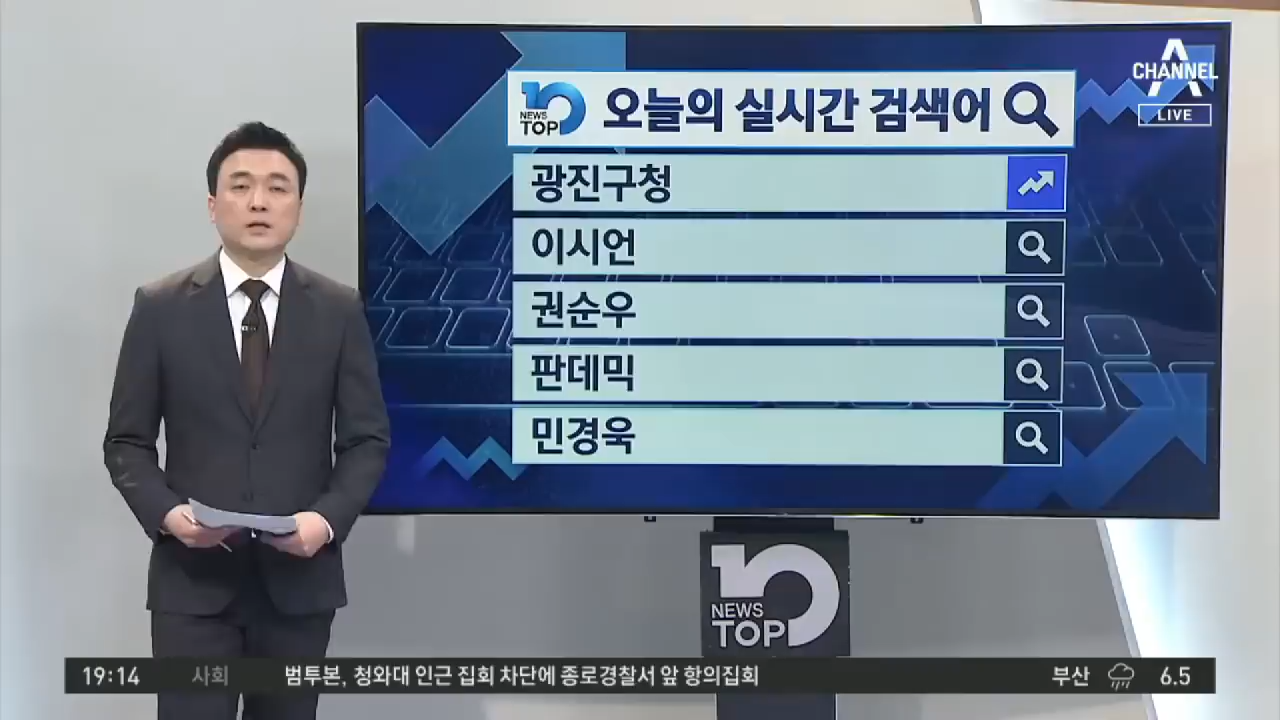 CHANNEL A
LIVE
NEWS TOP 10 오늘의 실시간 검색어
광진구청
이시언
권순우
판데믹
민경욱
10
NEWS
TOP
19:14 사회 범투본, 청와대 인근 집회 차단에 종로경찰서 앞 항의집회 부산 6.5